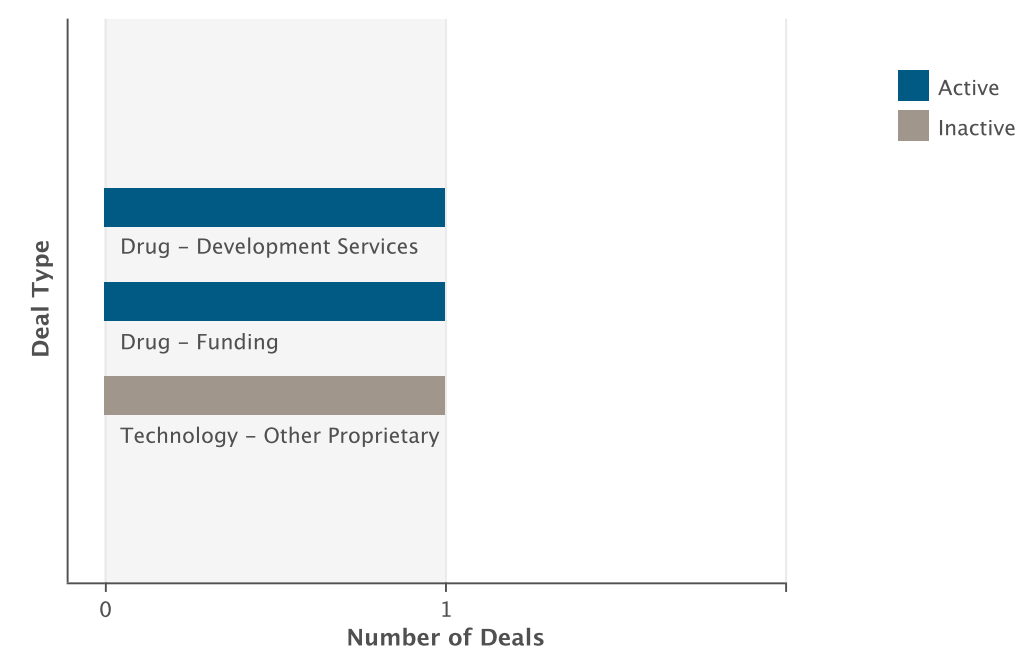 Active
Inactive
Deal Type
Drug – Development Services
Drug – Funding
Technology – Other Proprietary
0
1
Number of Deals